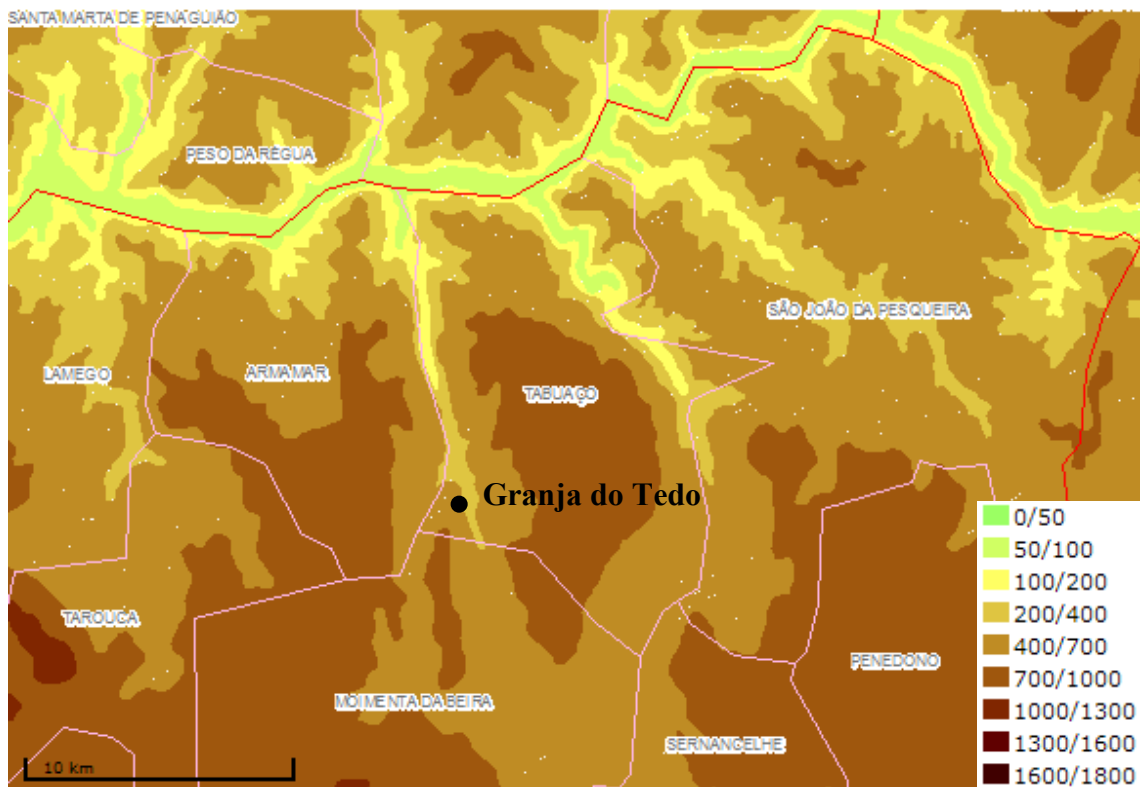 SANTA MARTA DE PENAGUIÃO
PESO DA RÉGUA
SÃO JOÃO DA PESQUEIRA
LAMEGO
ARMAMAR
TABUAÇO
Granja do Tedo
TAROUCA
PENEDONO
MOIMENTA DA BEIRA
SERNANCELHE
10 km
0/50
50/100
100/200
200/400
400/700
700/1000
1000/1300
1300/1600
1600/1800